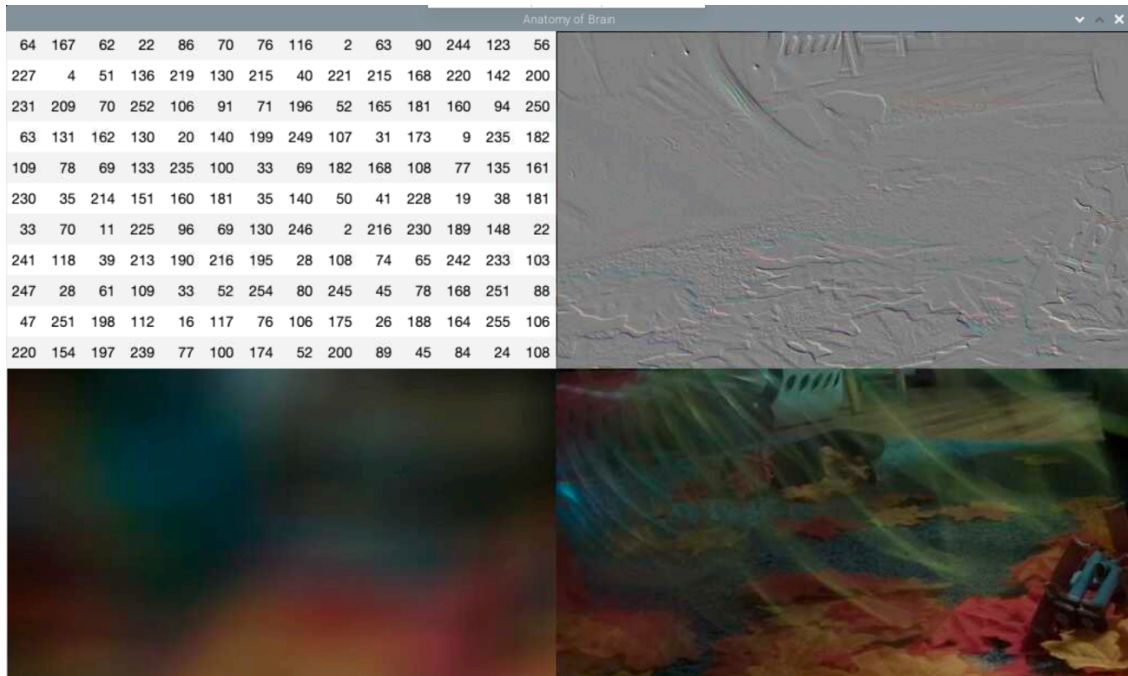 Anatomy of Brain
64 167 62 22 86 70 76 116 2 63 90 244 123 56
227 4 51 136 219 130 215 40 221 215 168 220 142 200
231 209 70 252 106 91 71 196 52 165 181 160 94 250
63 131 162 130 20 140 199 249 107 31 173 9 235 182
109 78 69 133 235 100 33 69 182 168 108 77 135 161
230 35 214 151 160 181 35 140 50 41 228 19 38 181
33 70 11 225 96 69 130 246 2 216 230 189 148 22
241 118 39 213 190 216 195 28 108 74 65 242 233 103
247 28 61 109 33 52 254 80 245 45 78 168 251 88
47 251 198 112 16 117 76 106 175 26 188 164 255 106
220 154 197 239 77 100 174 52 200 89 45 84 24 108